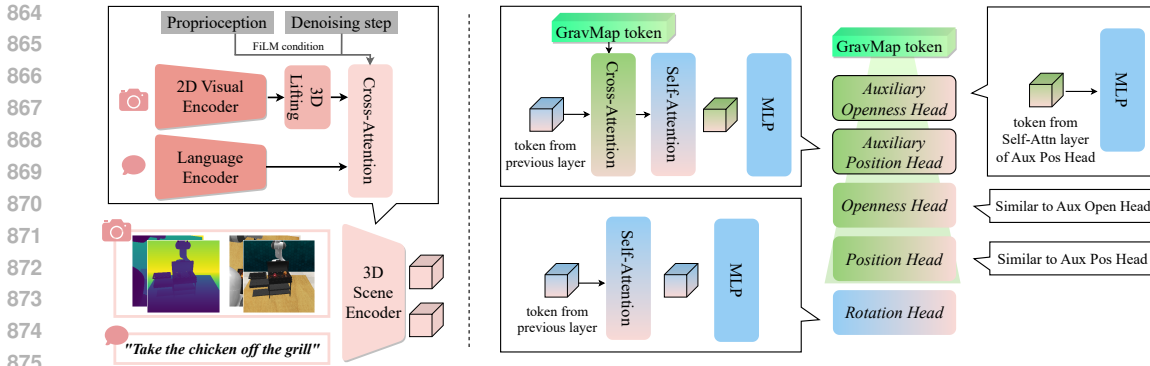 864
865
866
867
868
869
870
871
872
873
874
875
Proprioception
Denoising step
FiLM condition
2D Visual
Encoder
3D
Lifting
Cross-Attention
Language
Encoder
3D
Scene
Encoder
"Take the chicken off the grill"
GravMap token
Cross-Attention
Self-Attention
MLP
token from
previous layer
Self-Attention
MLP
token from
previous layer
GravMap token
Auxiliary
Openness Head
Auxiliary
Position Head
Openness Head
Position Head
Rotation Head
MLP
token from
Self-Attn layer
of Aux Pos Head
Similar to Aux Open Head
Similar to Aux Pos Head